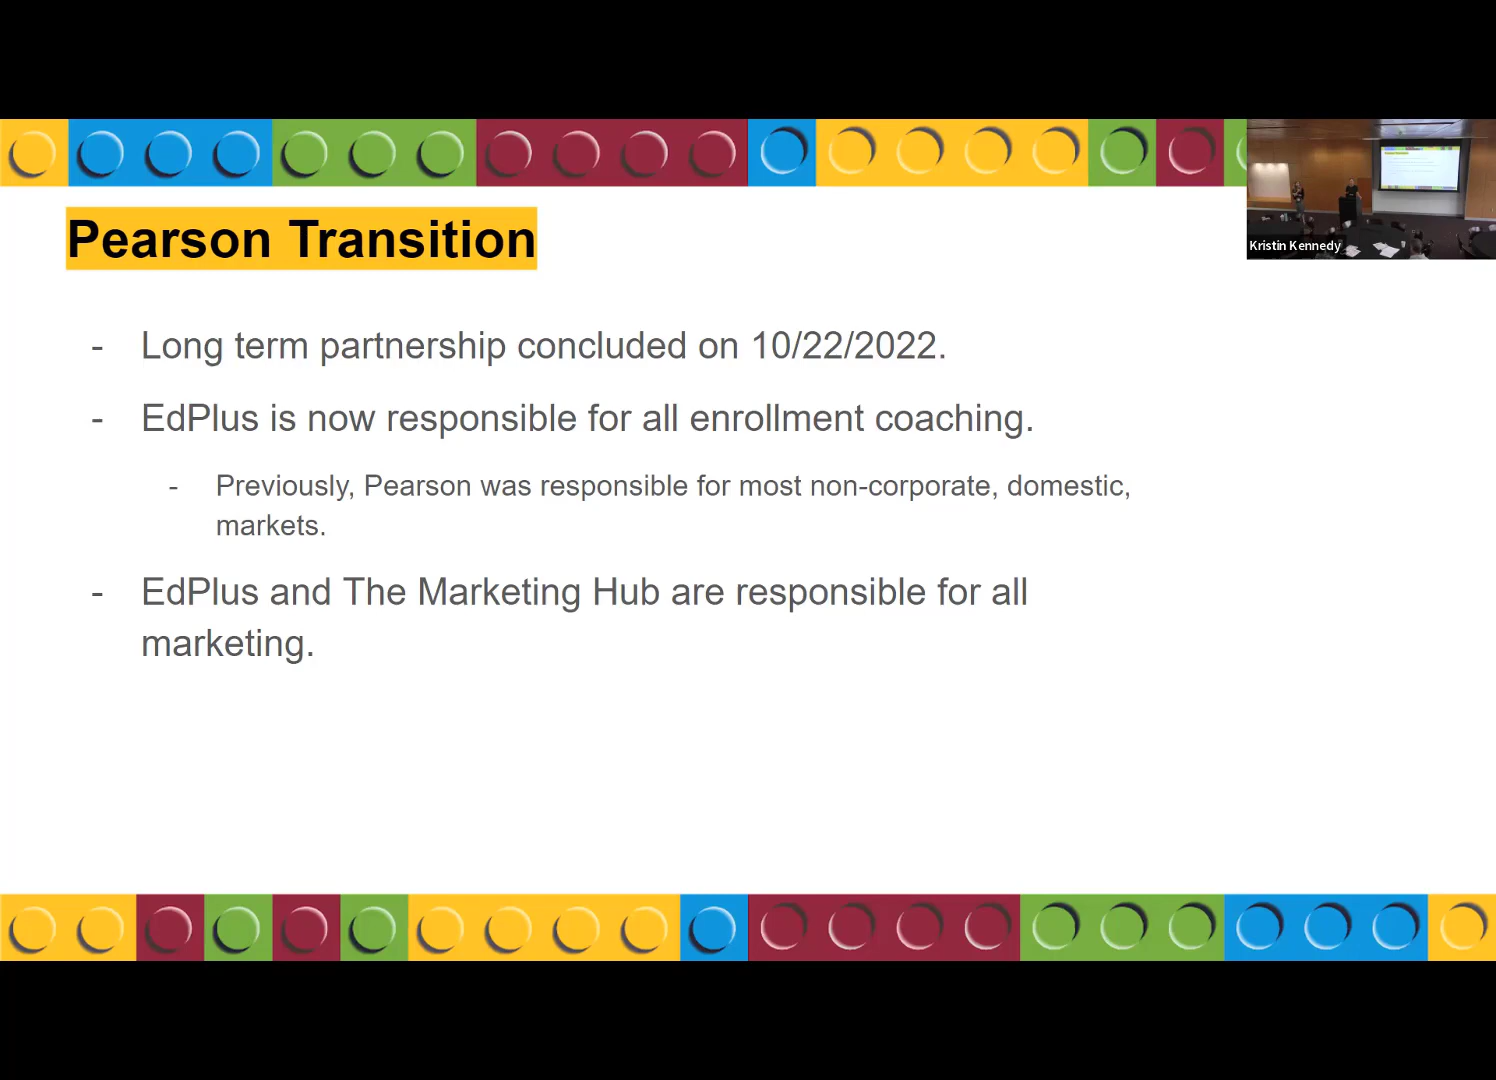 Pearson Transition
Kristin Kennedy
- Long term partnership concluded on 10/22/2022.
- EdPlus is now responsible for all enrollment coaching.
- Previously, Pearson was responsible for most non-corporate, domestic,
markets.
- EdPlus and The Marketing Hub are responsible for all
marketing.